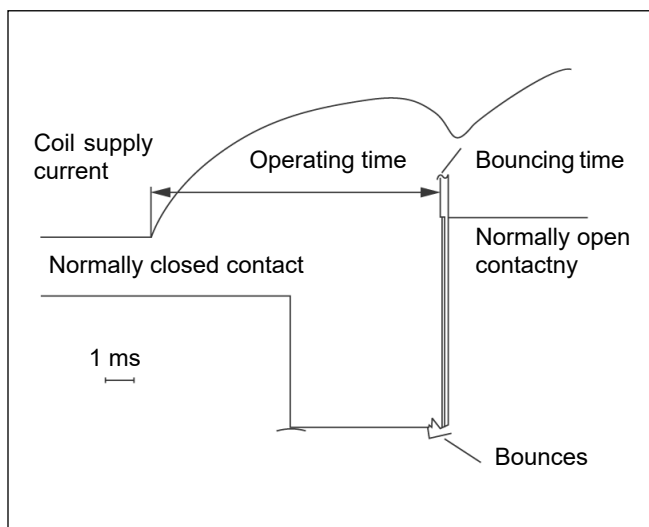 Coil supply
current
Operating time
Bouncing time
Normally closed contact
Normally open
contactny
1 ms
Bounces